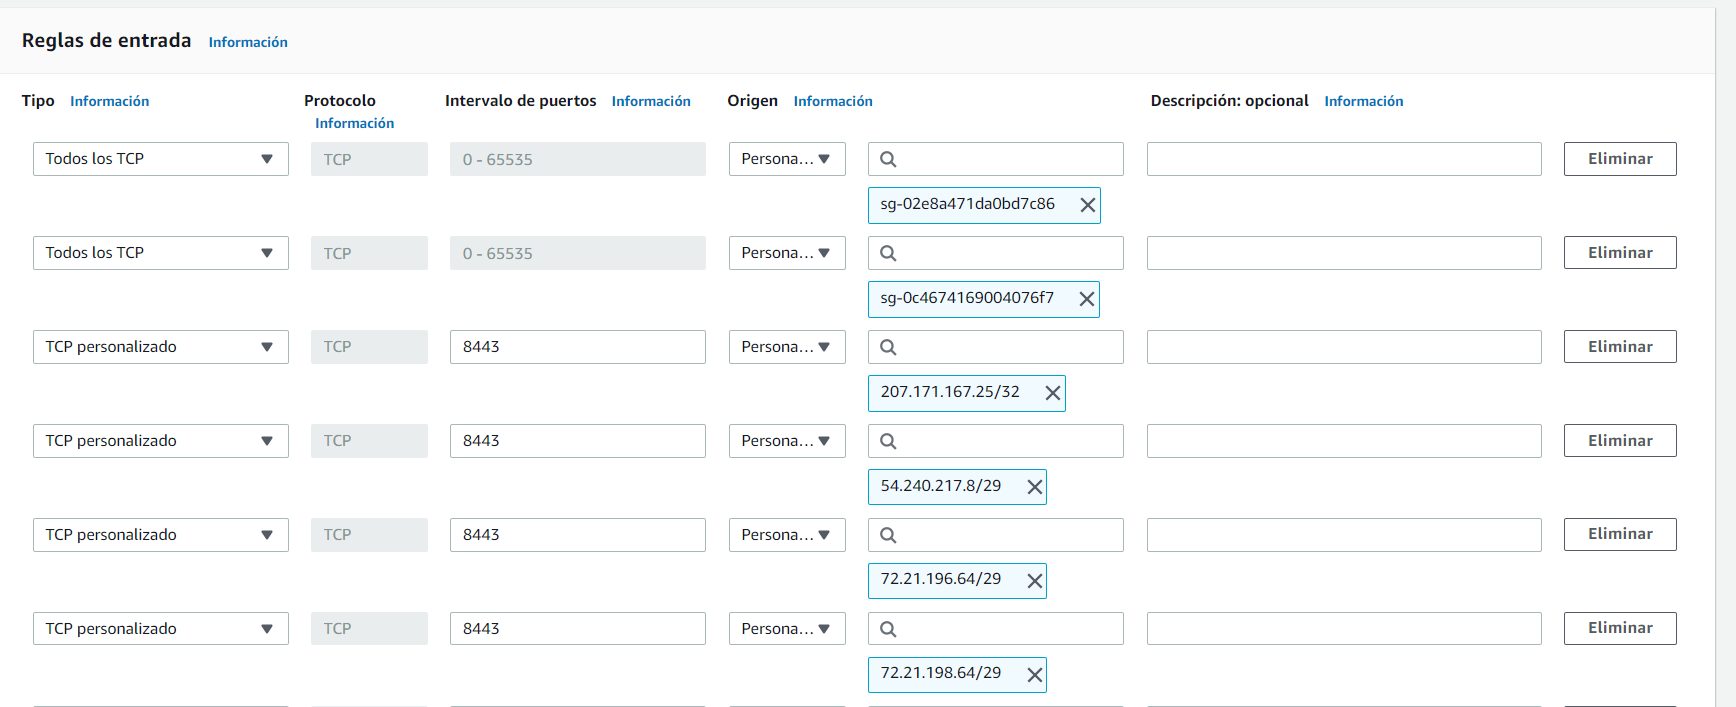 Reglas de entrada Información
Tipo Información Protocolo Información Intervalo de puertos Información Origen Información Descripción: opcional Información
Todos los TCP TCP 0 - 65535 Persona... Eliminar
sg-02e8a471da0bd7c86
Todos los TCP TCP 0 - 65535 Persona... Eliminar
sg-0c4674169004076f7
TCP personalizado TCP 8443 Persona... Eliminar
207.171.167.25/32
TCP personalizado TCP 8443 Persona... Eliminar
54.240.217.8/29
TCP personalizado TCP 8443 Persona... Eliminar
72.21.196.64/29
TCP personalizado TCP 8443 Persona... Eliminar
72.21.198.64/29